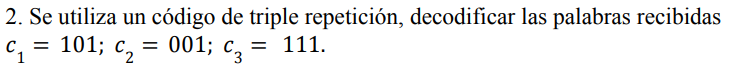 2. Se utiliza un código de triple repetición, decodificar las palabras recibidas
c₁ = 101; c₂ = 001; c₃ = 111.